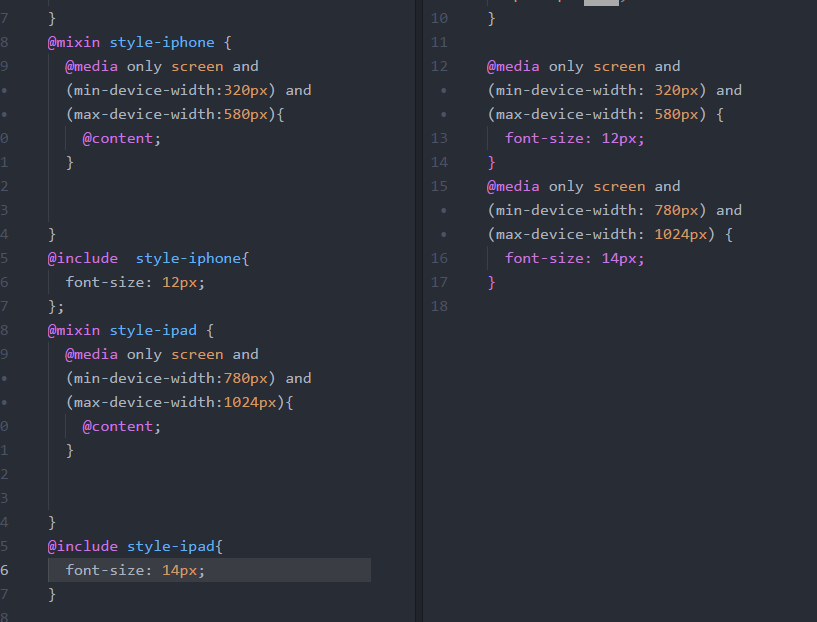 7 }
8 @mixin style-iphone {
9 @media only screen and
• (min-device-width:320px) and
• (max-device-width:580px){
0 @content;
1 }
2
3
4 }
5 @include  style-iphone{
6 font-size: 12px;
7 };
8 @mixin style-ipad {
9 @media only screen and
• (min-device-width:780px) and
• (max-device-width:1024px){
0 @content;
1 }
2
3
4 }
5 @include style-ipad{
6 font-size: 14px;
7 }
8
10 }
11
12 @media only screen and
• (min-device-width: 320px) and
• (max-device-width: 580px) {
13 font-size: 12px;
14 }
15 @media only screen and
• (min-device-width: 780px) and
• (max-device-width: 1024px) {
16 font-size: 14px;
17 }
18